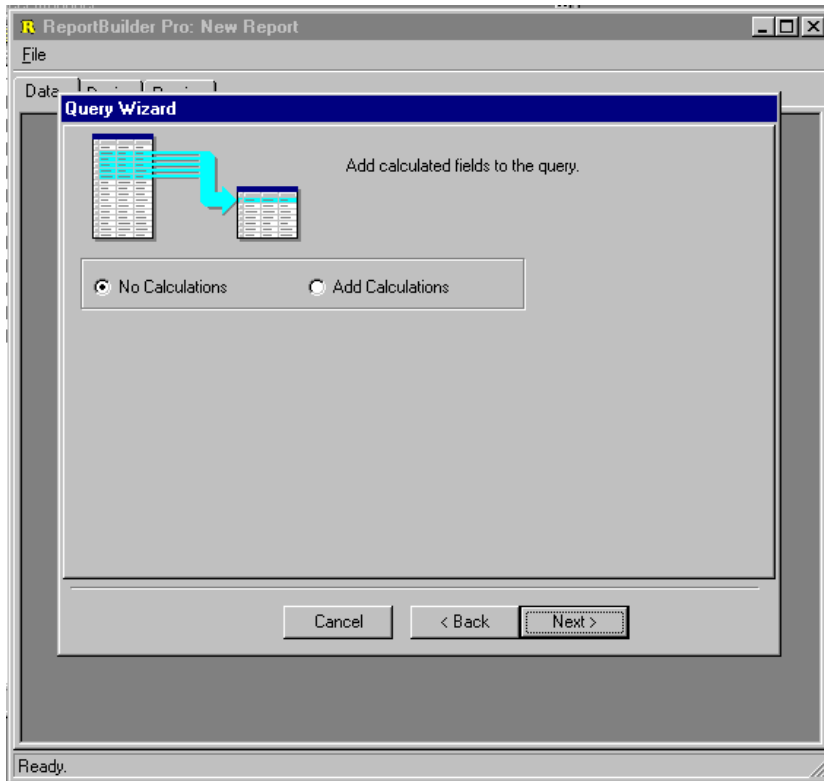 R ReportBuilder Pro: New Report
File
Data
Query Wizard
Add calculated fields to the query.
No Calculations
Add Calculations
Cancel
< Back
Next >
Ready.